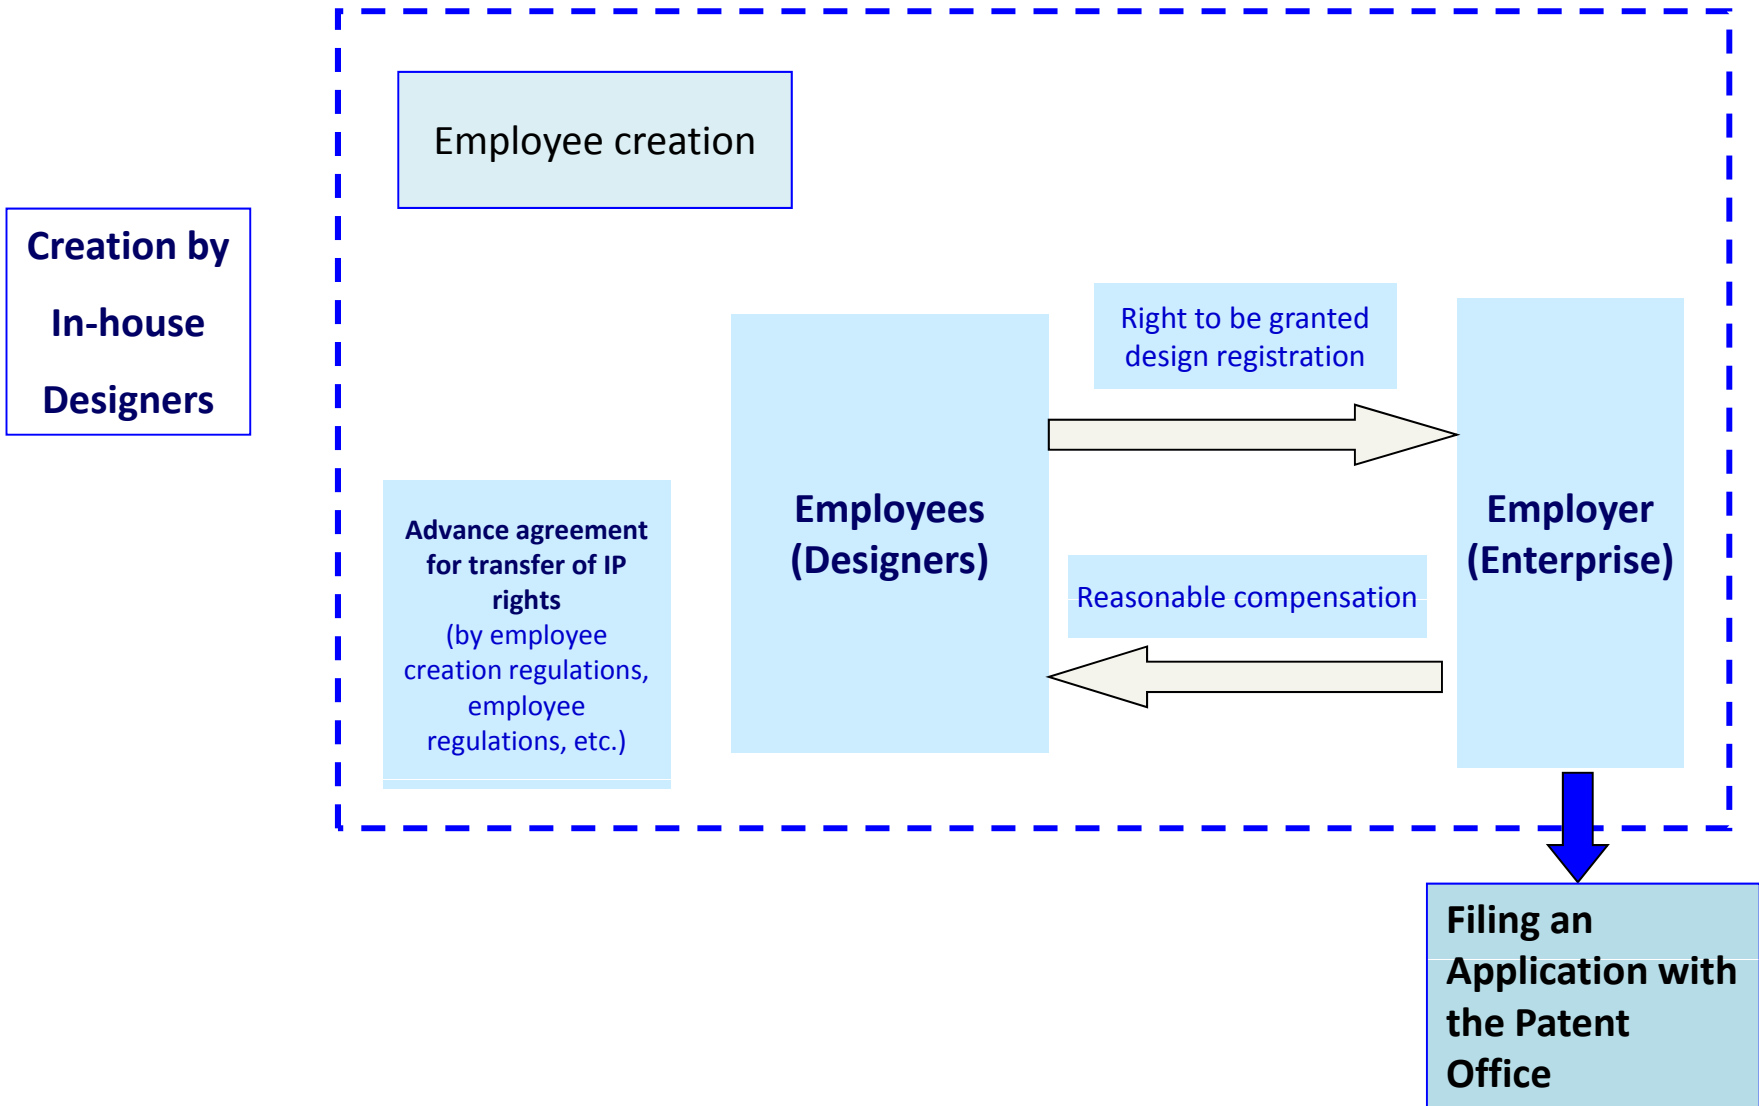 Employee creation
Creation by
In-house
Designers
Right to be granted
design registration
Advance agreement
for transfer of IP
rights
(by employee
creation regulations,
employee
regulations, etc.)
Employees
(Designers)
Employer
(Enterprise)
Reasonable compensation
Filing an
Application with
the Patent
Office